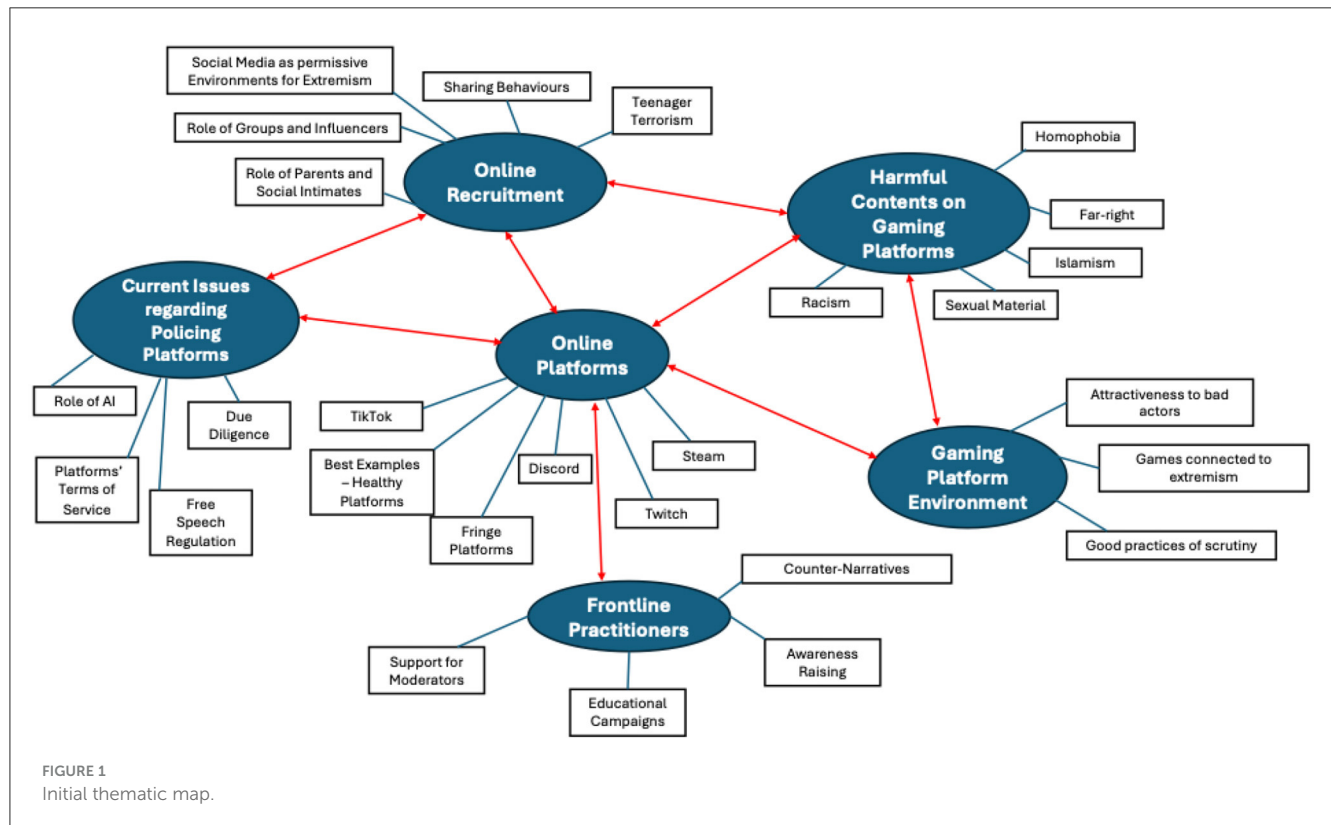 Social Media as permissive
Environments for Extremism
Sharing Behaviours
Teenager
Terrorism
Role of Groups and Influencers
Role of Parents and
Social Intimates
Online
Recruitment
Homophobia
Harmful
Contents on
Gaming
Platforms
Far-right
Islamism
Racism
Sexual Material
Current Issues
regarding
Policing
Platforms
Role of AI
Due
Diligence
Platforms'
Terms of
Service
Free
Speech
Regulation
Online
Platforms
TikTok
Best Examples
– Healthy
Platforms
Fringe
Platforms
Discord
Twitch
Steam
Attractiveness to bad
actors
Gaming
Platform
Environment
Games connected to
extremism
Good practices of scrutiny
Counter-Narratives
Frontline
Practitioners
Support for
Moderators
Educational
Campaigns
Awareness
Raising
FIGURE 1
Initial thematic map.